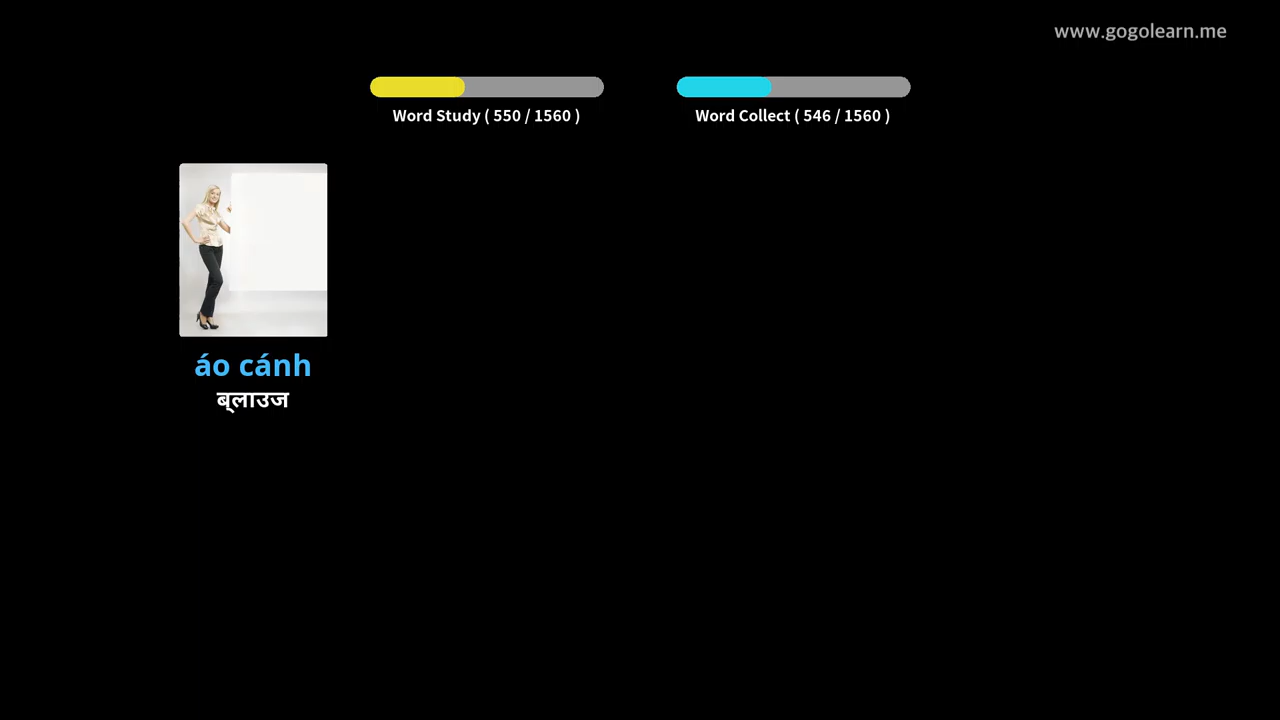 www.gogolearn.me
Word Study ( 550 / 1560 )
Word Collect ( 546 / 1560 )
áo cánh
ब्लाउज